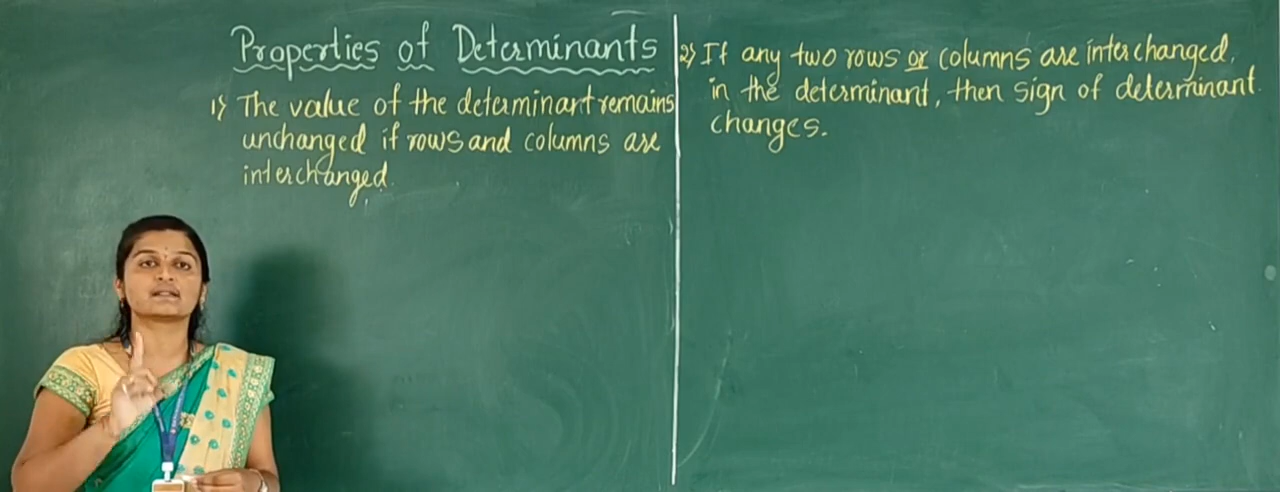 Properties of Determinants
1) The value of the determinant remains
unchanged if rows and columns are
interchanged.
2) If any two rows or columns are interchanged,
in the determinant, then sign of determinant
changes.